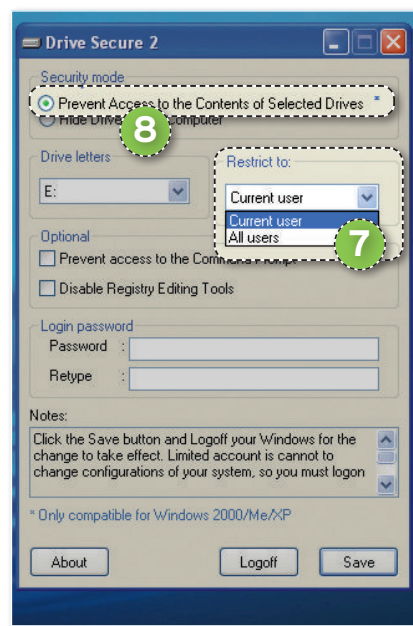 Drive Secure 2
Security mode
Prevent Access to the Contents of Selected Drives *
8
Drive letters
Restrict to:
E:
Current user
Current user
All users
7
Optional
Prevent access to the Command Prompt
Disable Registry Editing Tools
Login password
Password :
Retype :
Notes:
Click the Save button and Logoff your Windows for the
change to take effect. Limited account is cannot to
change configurations of your system, so you must logon
* Only compatible for Windows 2000/Me/XP
About
Logoff
Save